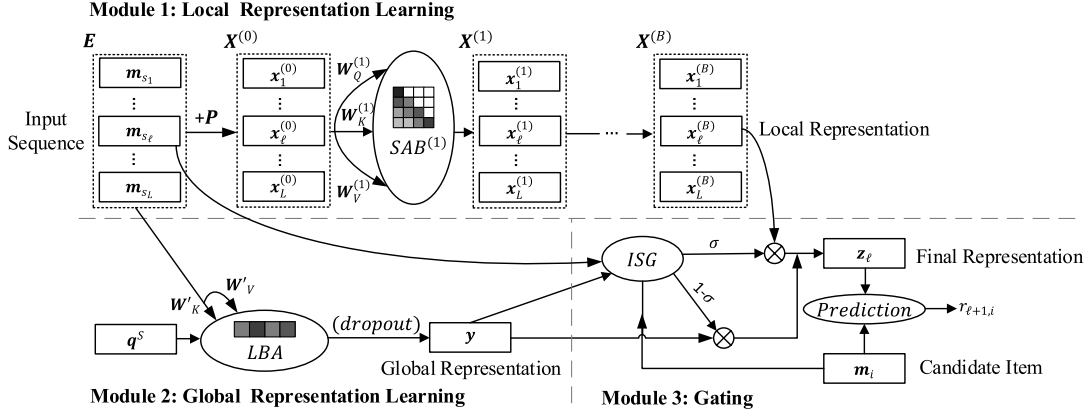 Module 1: Local Representation Learning
E X^(0) X^(1) X^(B)
m_{s_1} x_1^(0) W_Q^(1) x_1^(1) x_1^(B)
⋮ ⋮ ⋮ ⋮
Input Sequence
m_{s_ℓ} +P x_ℓ^(0) W_K^(1) SAB^(1) x_ℓ^(1) ··· x_ℓ^(B) Local Representation
⋮ ⋮ ⋮ ⋮
m_{s_L} x_L^(0) W_V^(1) x_L^(1) x_L^(B)
ISG σ ⊗ z_ℓ Final Representation
W'_K W'_V 1-σ
Prediction r_{ℓ+1,i}
q^S LBA (dropout) y ⊗
Global Representation
m_i Candidate Item
Module 2: Global Representation Learning
Module 3: Gating